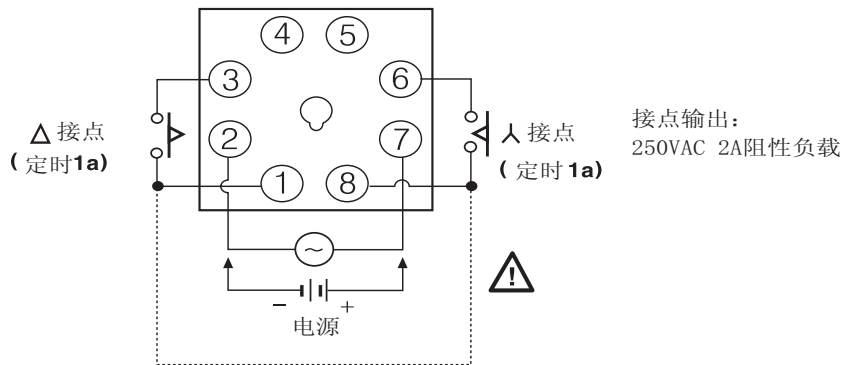 ④ ⑤
③ ⑥
△ 接点
(定时1a)
② ⑦
人 接点
(定时1a)
接点输出:
250VAC 2A阻性负载
① ⑧
~
!
− +
电源